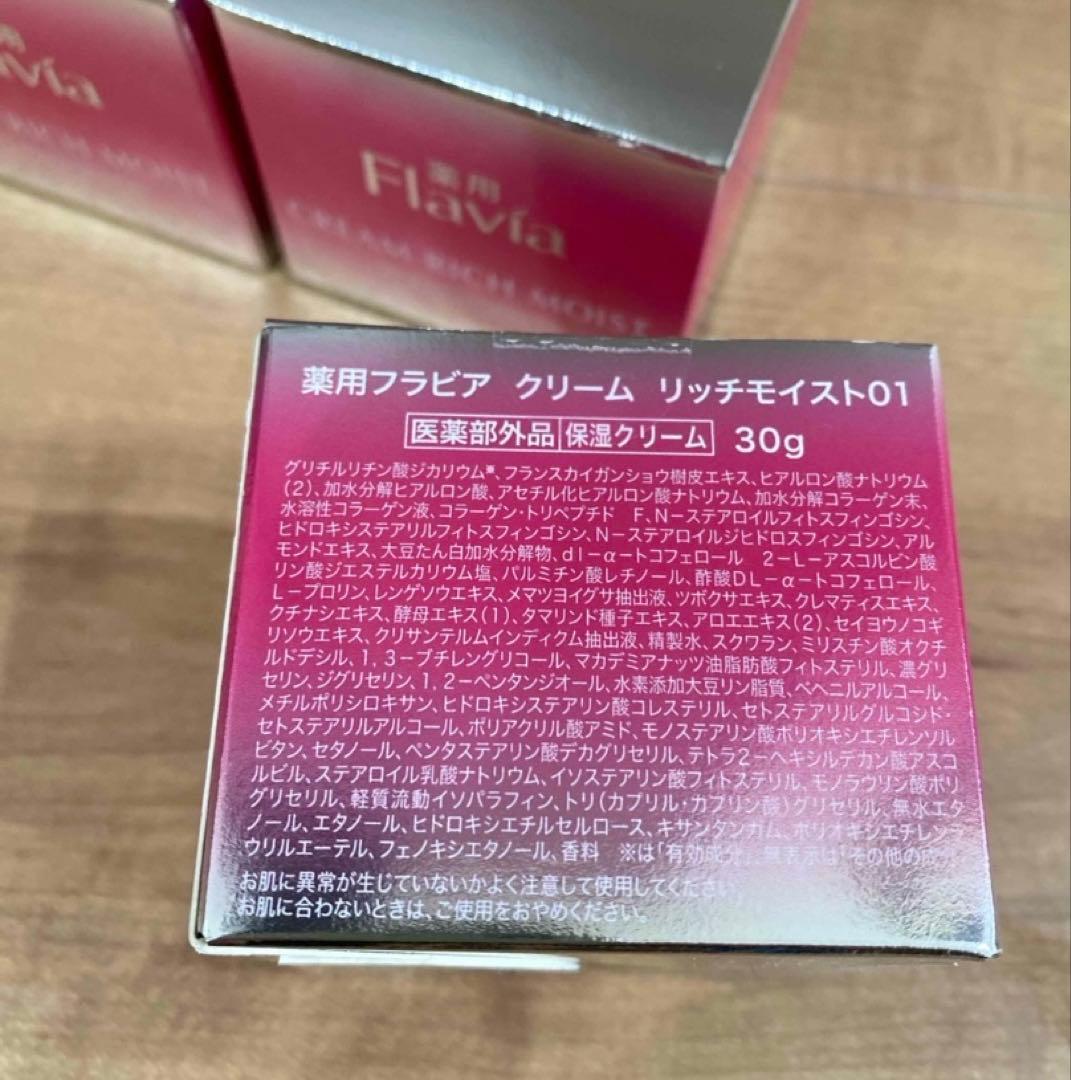 avia
RICH MOIST
薬用
Flavia
CREAM RICH MOIST
薬用フラビア クリーム リッチモイスト01
医薬部外品 保湿クリーム 30g
グリチルリチン酸ジカリウム※、フランスカイガンショウ樹皮エキス、ヒアルロン酸ナトリウム
(2)、加水分解ヒアルロン酸、アセチル化ヒアルロン酸ナトリウム、加水分解コラーゲン末、
水溶性コラーゲン液、コラーゲン・トリペプチド F、N－ステアロイルフィトスフィンゴシン、
ヒドロキシステアリルフィトスフィンゴシン、N－ステアロイルジヒドロスフィンゴシン、アル
モンドエキス、大豆たん白加水分解物、dl－α－トコフェロール 2－L－アスコルビン酸
リン酸ジエステルカリウム塩、パルミチン酸レチノール、酢酸DL－α－トコフェロール、
L－プロリン、レンゲソウエキス、メマツヨイグサ抽出液、ツボクサエキス、クレマティスエキス、
クチナシエキス、酵母エキス(1)、タマリンド種子エキス、アロエエキス(2)、セイヨウノコギ
リソウエキス、クリサンテルムインディクム抽出液、精製水、スクワラン、ミリスチン酸オクチ
ルドデシル、1,3－ブチレングリコール、マカデミアナッツ油脂肪酸フィトステリル、濃グリ
セリン、ジグリセリン、1,2－ペンタンジオール、水素添加大豆リン脂質、ベヘニルアルコール、
メチルポリシロキサン、ヒドロキシステアリン酸コレステリル、セトステアリルグルコシド・
セトステアリルアルコール、ポリアクリル酸アミド、モノステアリン酸ポリオキシエチレンソル
ビタン、セタノール、ペンタステアリン酸デカグリセリル、テトラ2－ヘキシルデカン酸アスコ
ルビル、ステアロイル乳酸ナトリウム、イソステアリン酸フィトステリル、モノラウリン酸ポリ
グリセリル、軽質流動イソパラフィン、トリ(カプリル・カプリン酸)グリセリル、無水エタ
ノール、エタノール、ヒドロキシエチルセルロース、キサンタンガム、ポリオキシエチレン
ウリルエーテル、フェノキシエタノール、香料 ※は「有効成分」無表示は「その他の成分
お肌に異常が生じていないかよく注意して使用してくださ
お肌に合わないときは、ご使用をおやめください。